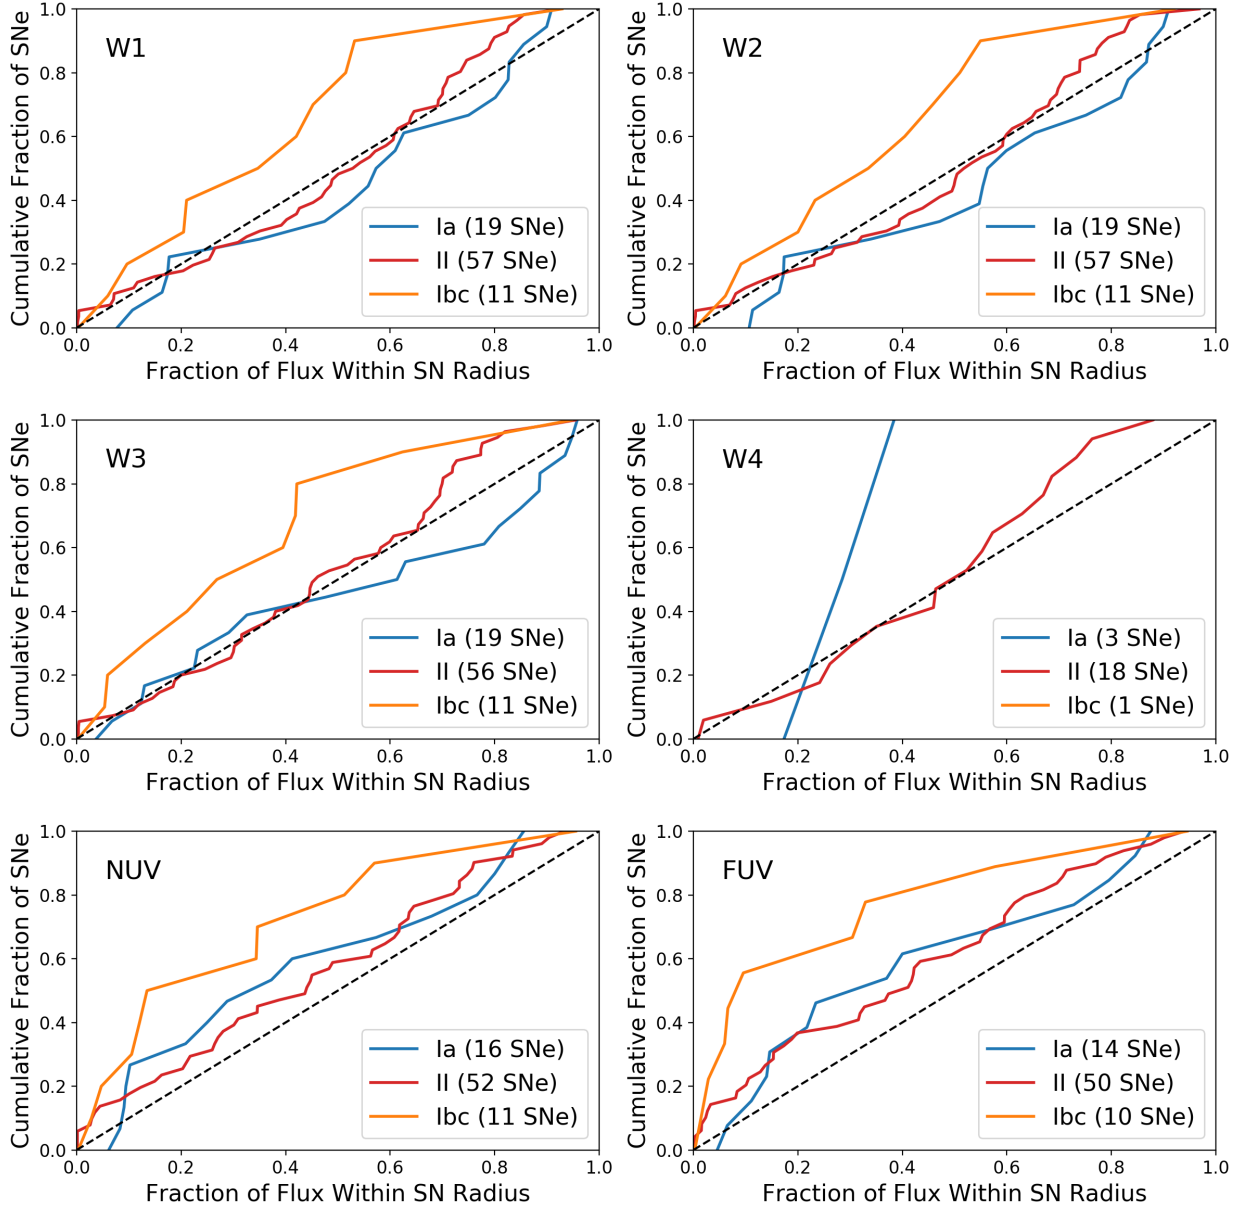 W1
Cumulative Fraction of SNe
1.0
0.8
0.6
0.4
0.2
0.0
Ia (19 SNe)
II (57 SNe)
Ibc (11 SNe)
0.0 0.2 0.4 0.6 0.8 1.0
Fraction of Flux Within SN Radius
W2
Cumulative Fraction of SNe
1.0
0.8
0.6
0.4
0.2
0.0
Ia (19 SNe)
II (57 SNe)
Ibc (11 SNe)
0.0 0.2 0.4 0.6 0.8 1.0
Fraction of Flux Within SN Radius
W3
Cumulative Fraction of SNe
1.0
0.8
0.6
0.4
0.2
0.0
Ia (19 SNe)
II (56 SNe)
Ibc (11 SNe)
0.0 0.2 0.4 0.6 0.8 1.0
Fraction of Flux Within SN Radius
W4
Cumulative Fraction of SNe
1.0
0.8
0.6
0.4
0.2
0.0
Ia (3 SNe)
II (18 SNe)
Ibc (1 SNe)
0.0 0.2 0.4 0.6 0.8 1.0
Fraction of Flux Within SN Radius
NUV
Cumulative Fraction of SNe
1.0
0.8
0.6
0.4
0.2
0.0
Ia (16 SNe)
II (52 SNe)
Ibc (11 SNe)
0.0 0.2 0.4 0.6 0.8 1.0
Fraction of Flux Within SN Radius
FUV
Cumulative Fraction of SNe
1.0
0.8
0.6
0.4
0.2
0.0
Ia (14 SNe)
II (50 SNe)
Ibc (10 SNe)
0.0 0.2 0.4 0.6 0.8 1.0
Fraction of Flux Within SN Radius